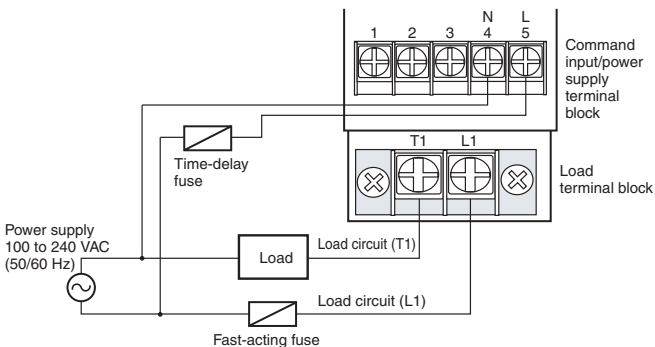 N L
1 2 3 4 5
Command
input/power
supply
terminal
block
T1 L1
Time-delay
fuse
Load
terminal block
Power supply
100 to 240 VAC
(50/60 Hz)
Load
Load circuit (T1)
Load circuit (L1)
Fast-acting fuse